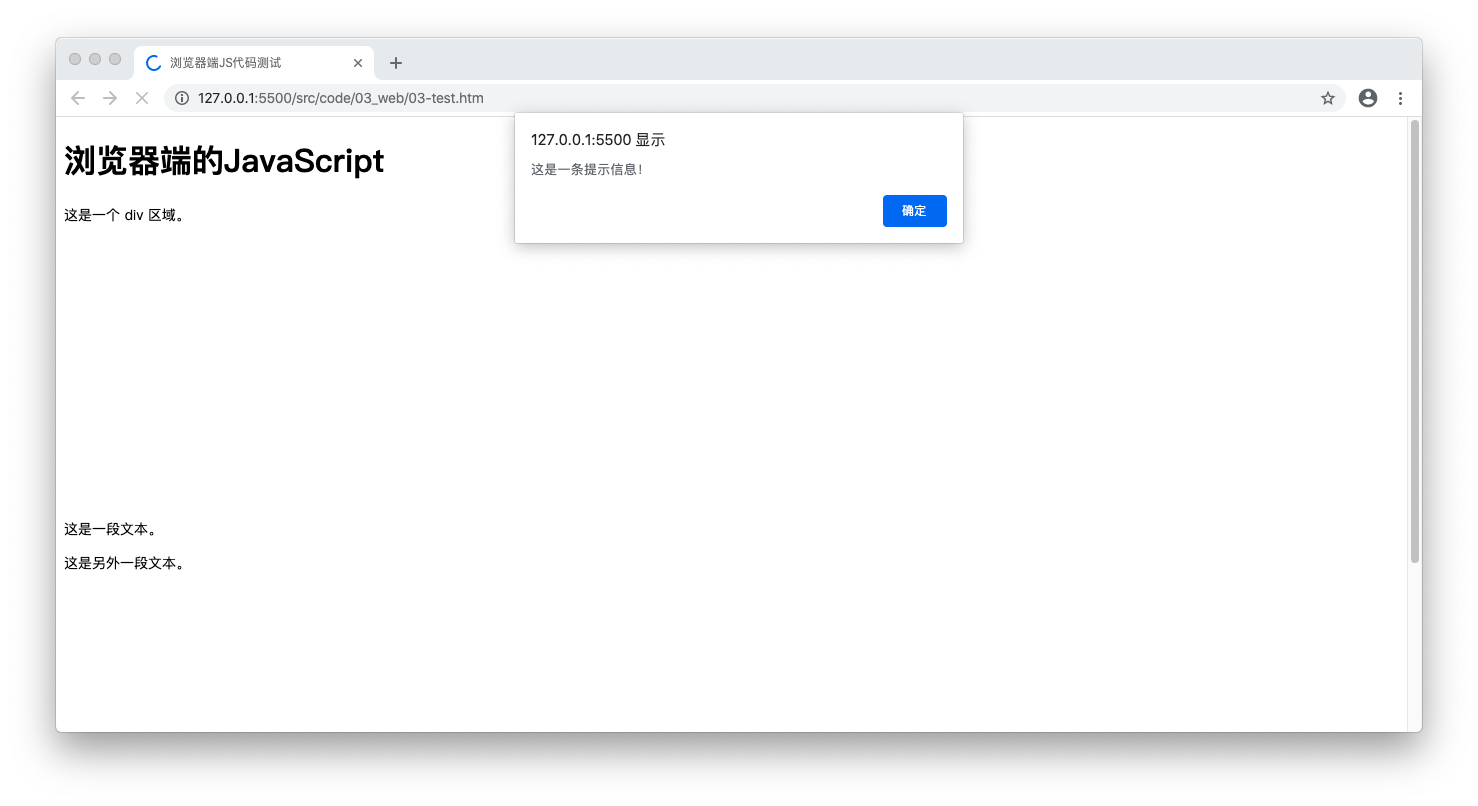 浏览器端JS代码测试
127.0.0.1:5500/src/code/03_web/03-test.htm
127.0.0.1:5500 显示
这是一条提示信息！
确定
浏览器端的JavaScript
这是一个 div 区域。
这是一段文本。
这是另外一段文本。